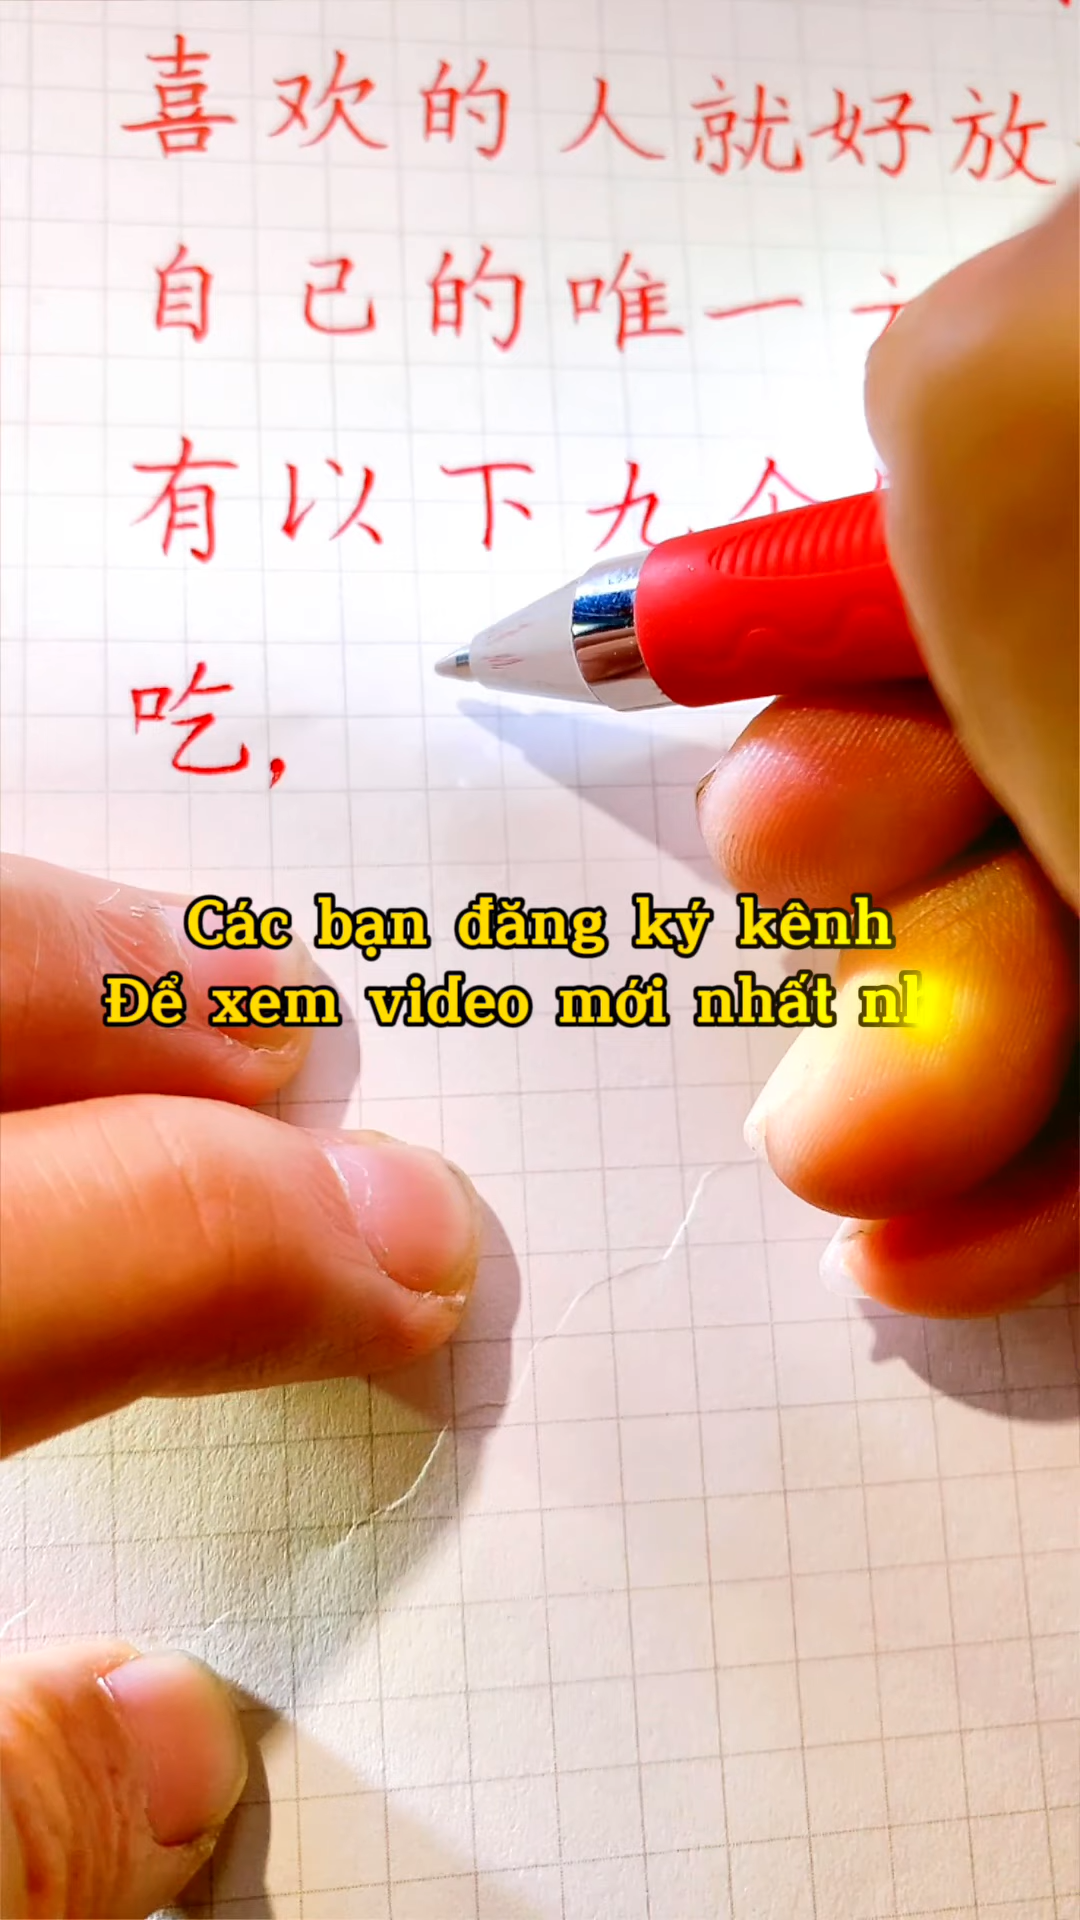 喜欢的人就好放
自己的唯一
有以下九个
吃，
Các bạn đăng ký kênh
Để xem video mới nhất